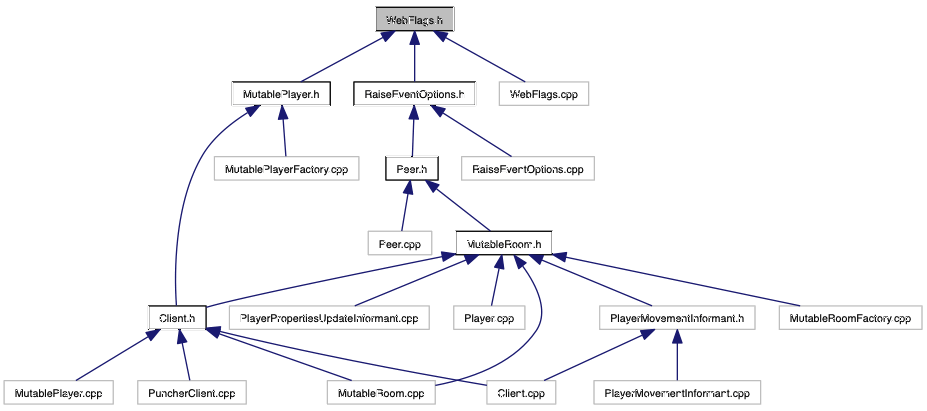 WebFlags.h
MutablePlayer.h
RaiseEventOptions.h
WebFlags.cpp
MutablePlayerFactory.cpp
Peer.h
RaiseEventOptions.cpp
Peer.cpp
MutableRoom.h
Client.h
PlayerPropertiesUpdateInformant.cpp
Player.cpp
PlayerMovementInformant.h
MutableRoomFactory.cpp
MutablePlayer.cpp
PuncherClient.cpp
MutableRoom.cpp
Client.cpp
PlayerMovementInformant.cpp